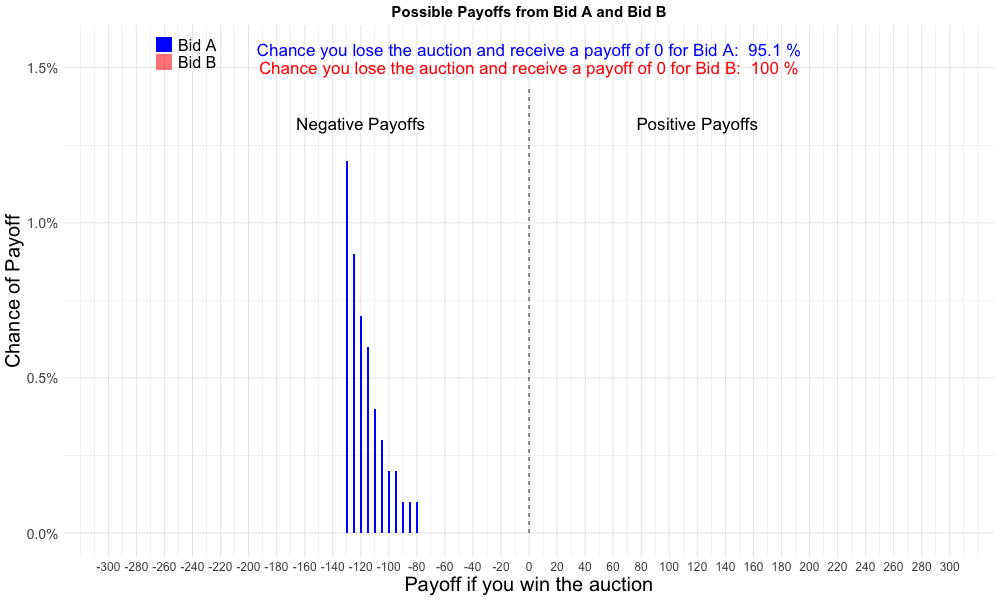 Possible Payoffs from Bid A and Bid B
Bid A
Bid B
Chance you lose the auction and receive a payoff of 0 for Bid A:  95.1 %
Chance you lose the auction and receive a payoff of 0 for Bid B:  100 %
Negative Payoffs
Positive Payoffs
Chance of Payoff
1.5%
1.0%
0.5%
0.0%
-300 -280 -260 -240 -220 -200 -180 -160 -140 -120 -100 -80 -60 -40 -20 0 20 40 60 80 100 120 140 160 180 200 220 240 260 280 300
Payoff if you win the auction